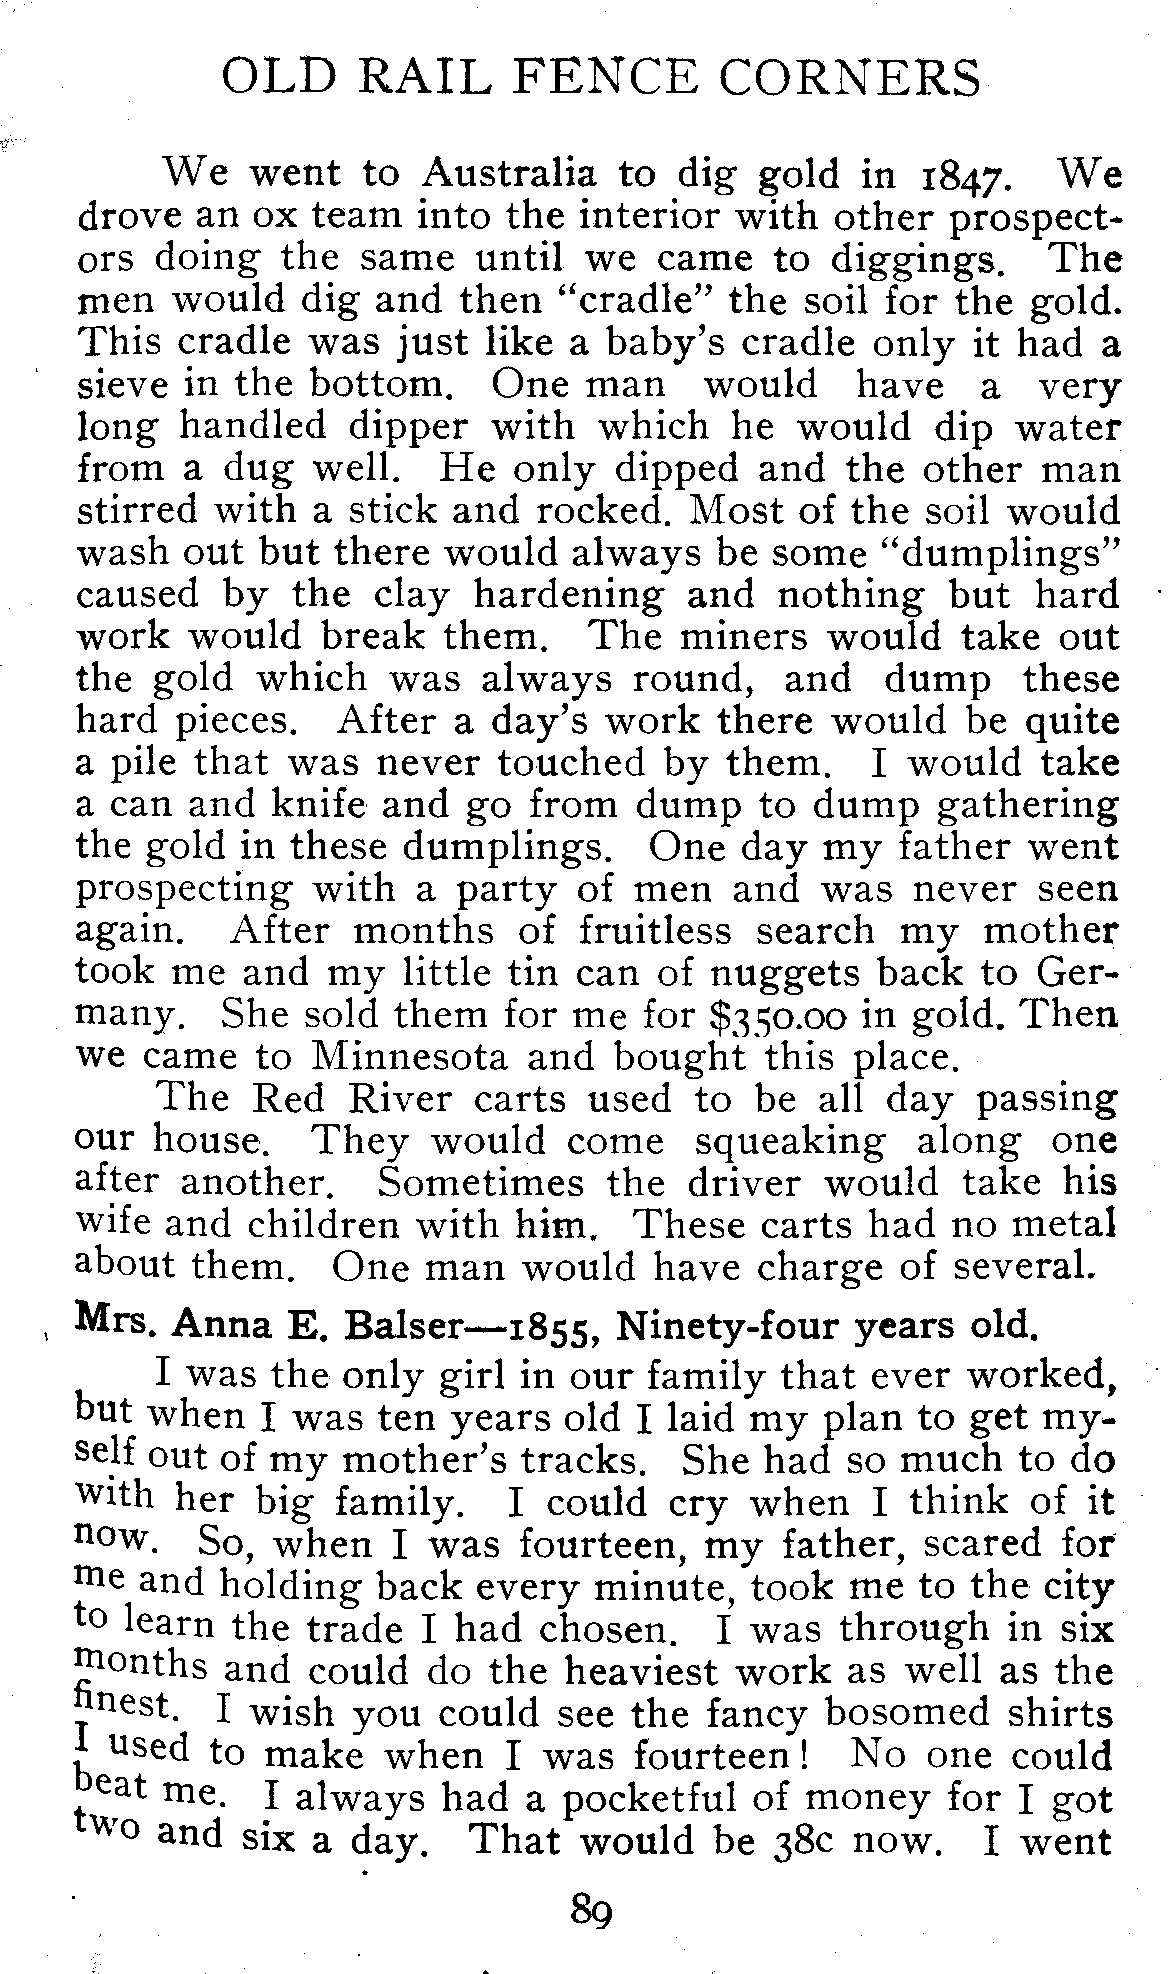 OLD RAIL FENCE CORNERS
We went to Australia to dig gold in 1847. We
drove an ox team into the interior with other prospect-
ors doing the same until we came to diggings. The
men would dig and then “cradle” the soil for the gold.
This cradle was just like a baby’s cradle only it had a
sieve in the bottom. One man would have a very
long handled dipper with which he would dip water
from a dug well. He only dipped and the other man
stirred with a stick and rocked. Most of the soil would
wash out but there would always be some “dumplings”
caused by the clay hardening and nothing but hard
work would break them. The miners would take out
the gold which was always round, and dump these
hard pieces. After a day’s work there would be quite
a pile that was never touched by them. I would take
a can and knife and go from dump to dump gathering
the gold in these dumplings. One day my father went
prospecting with a party of men and was never seen
again. After months of fruitless search my mother
took me and my little tin can of nuggets back to Ger-
many. She sold them for me for $350.00 in gold. Then
we came to Minnesota and bought this place.
The Red River carts used to be all day passing
our house. They would come squeaking along one
after another. Sometimes the driver would take his
wife and children with him. These carts had no metal
about them. One man would have charge of several.
Mrs. Anna E. Balser—1855, Ninety-four years old.
I was the only girl in our family that ever worked,
but when I was ten years old I laid my plan to get my-
self out of my mother’s tracks. She had so much to do
with her big family. I could cry when I think of it
now. So, when I was fourteen, my father, scared for
me and holding back every minute, took me to the city
to learn the trade I had chosen. I was through in six
months and could do the heaviest work as well as the
finest. I wish you could see the fancy bosomed shirts
I used to make when I was fourteen! No one could
beat me. I always had a pocketful of money for I got
two and six a day. That would be 38c now. I went
89